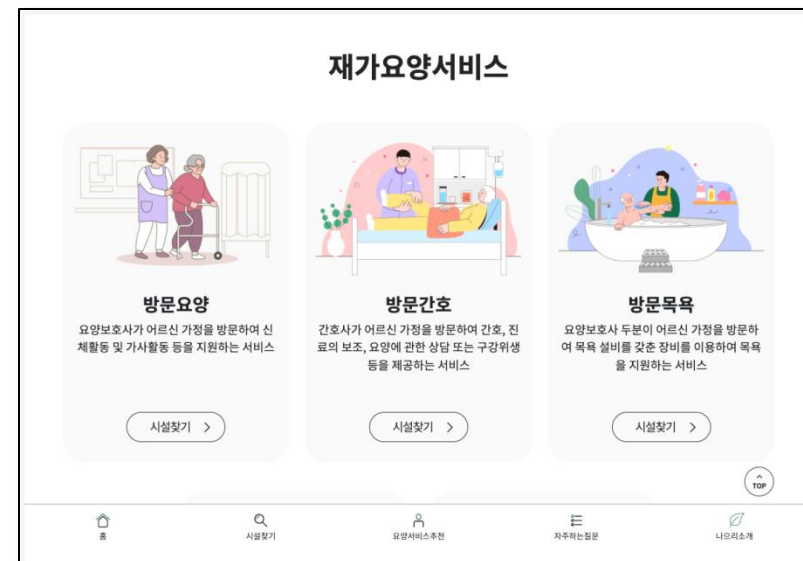 재가요양서비스
방문요양
요양보호사가 어르신 가정을 방문하여 신
체활동 및 가사활동 등을 지원하는 서비스
시설찾기
방문간호
간호사가 어르신 가정을 방문하여 간호, 진
료의 보조, 요양에 관한 상담 또는 구강위생
등을 제공하는 서비스
시설찾기
방문목욕
요양보호사 두분이 어르신 가정을 방문하
여 목욕 설비를 갖춘 장비를 이용하여 목욕
을 지원하는 서비스
시설찾기
TOP
홈
시설찾기
요양서비스추천
자주하는질문
나으리소개